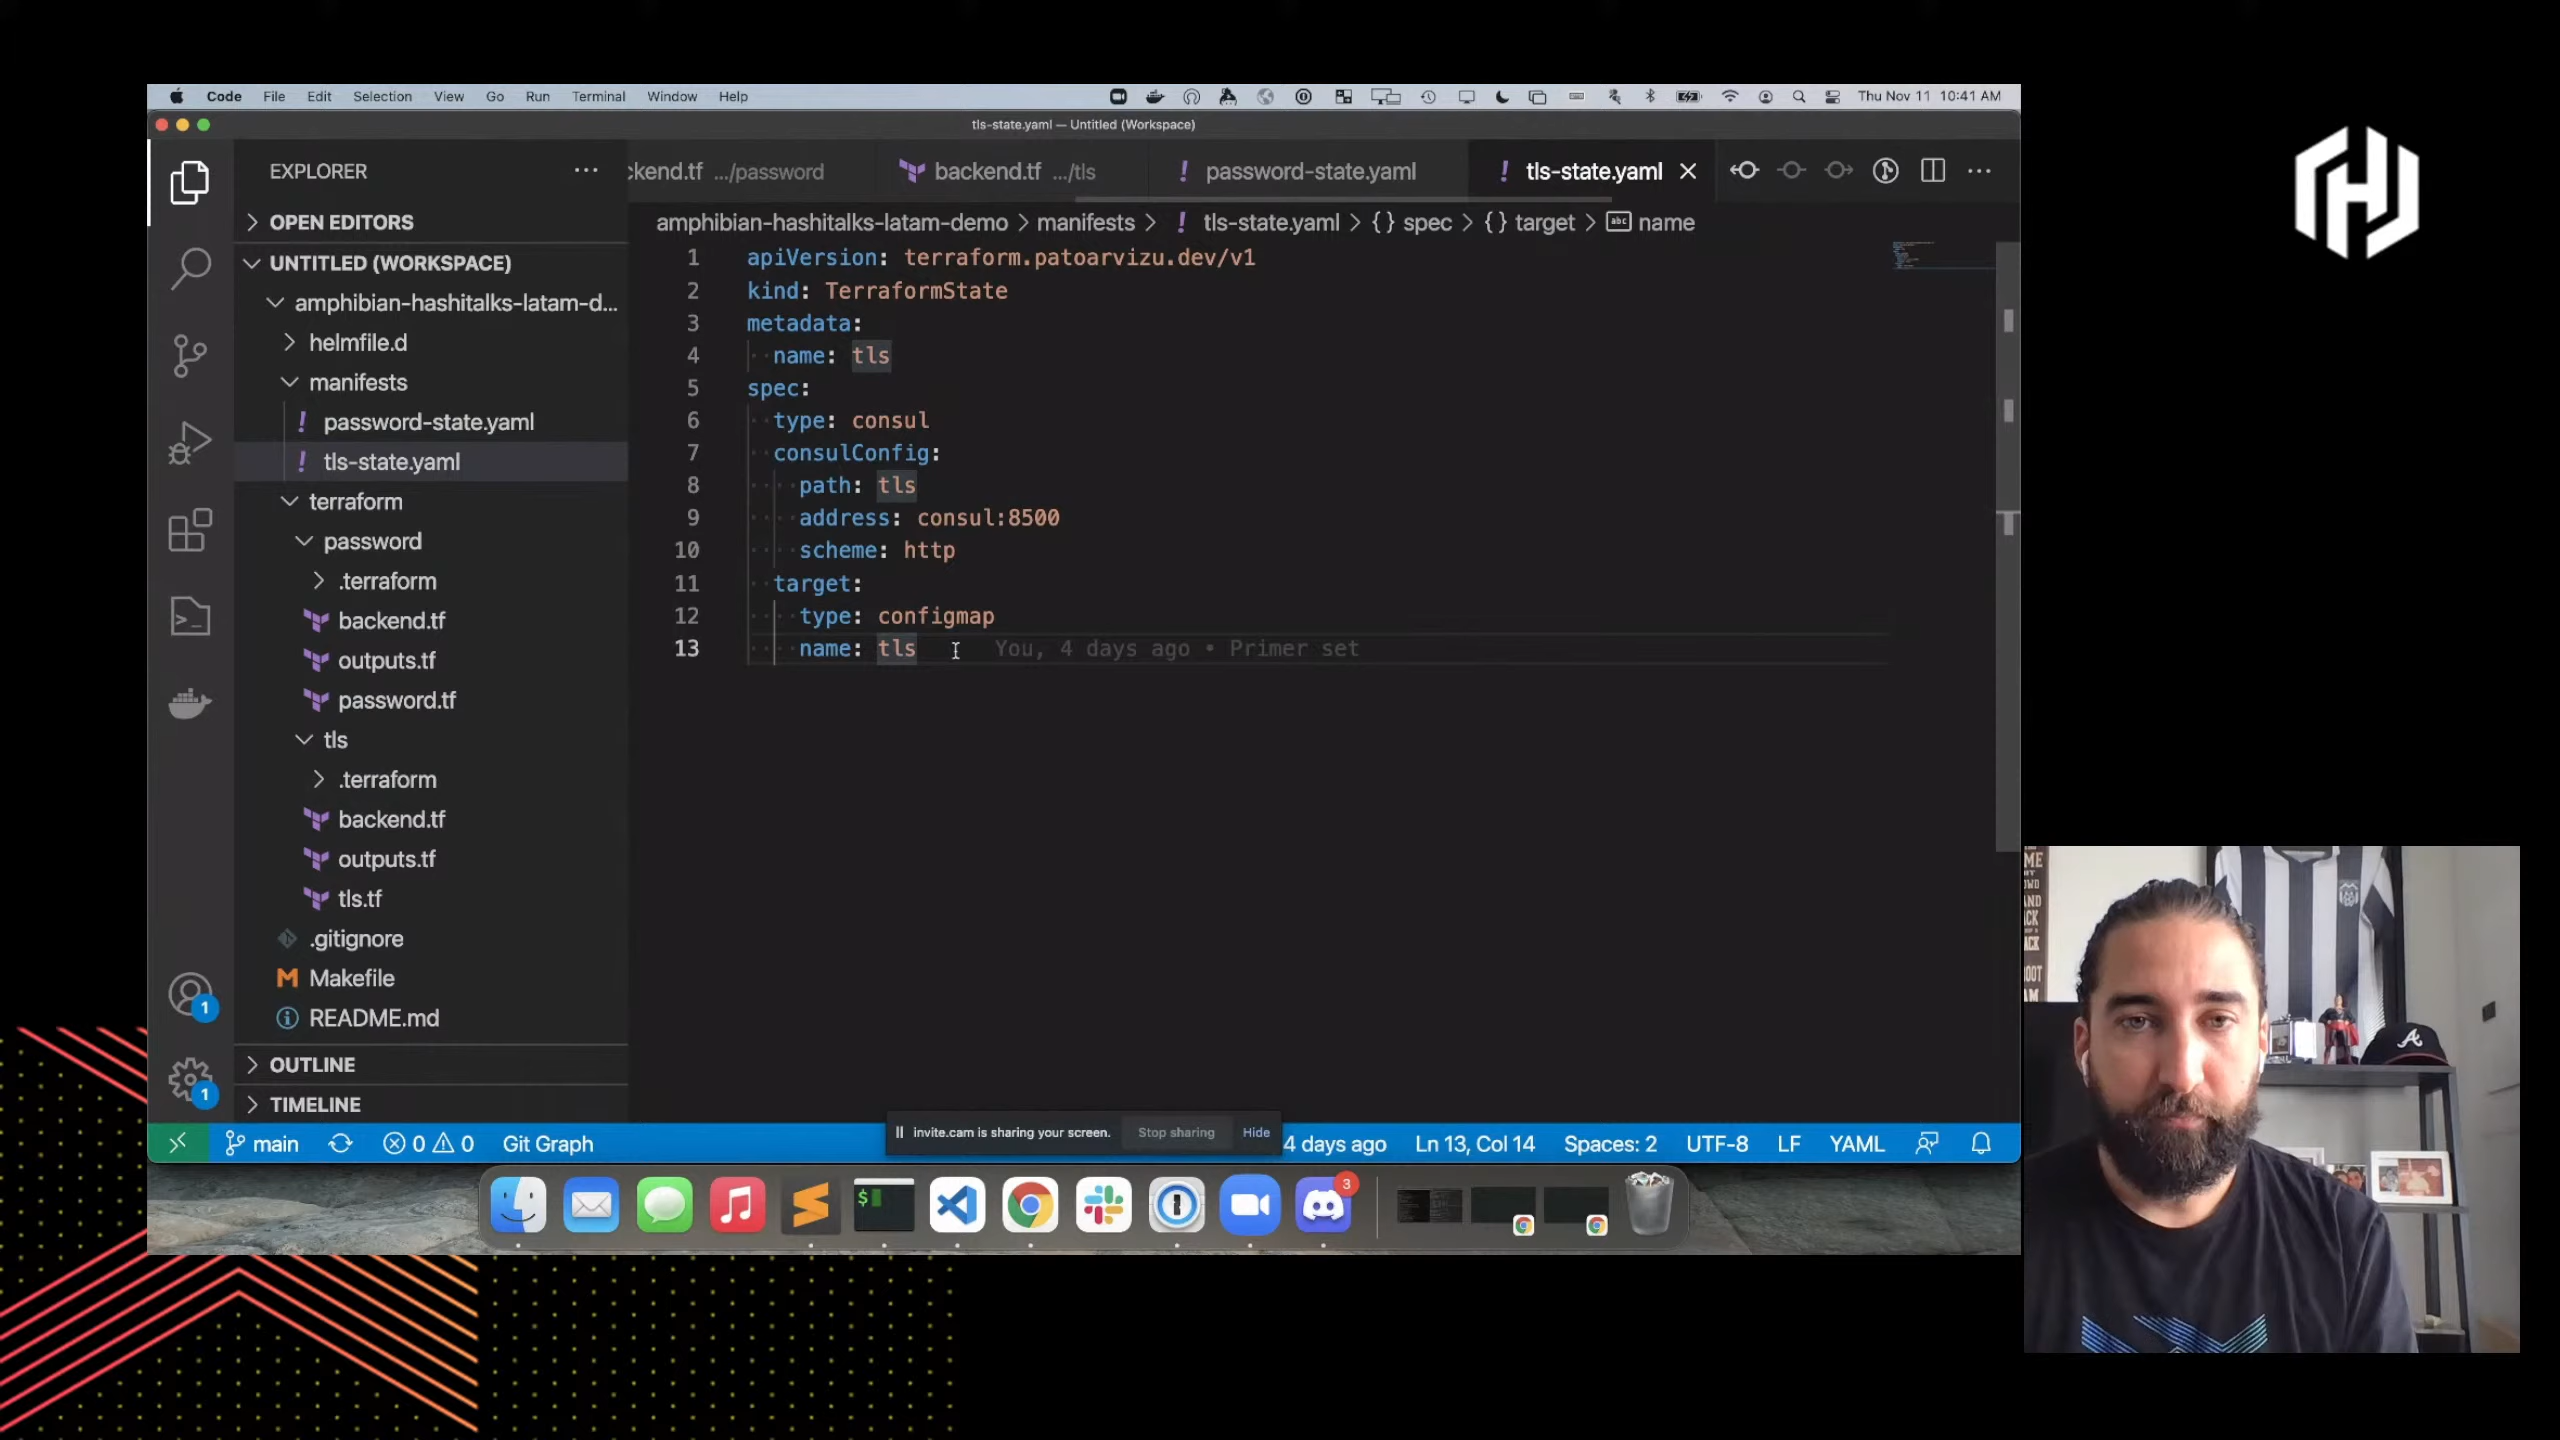 Code File Edit Selection View Go Run Terminal Window Help
Thu Nov 11 10:41 AM
tls-state.yaml — Untitled (Workspace)
EXPLORER
OPEN EDITORS
UNTITLED (WORKSPACE)
amphibian-hashitalks-latam-d...
helmfile.d
manifests
password-state.yaml
tls-state.yaml
terraform
password
.terraform
backend.tf
outputs.tf
password.tf
tls
.terraform
backend.tf
outputs.tf
tls.tf
.gitignore
Makefile
README.md
OUTLINE
TIMELINE
ckend.tf .../password
backend.tf .../tls
password-state.yaml
tls-state.yaml
amphibian-hashitalks-latam-demo > manifests > ! tls-state.yaml > {} spec > {} target > abc name
1 apiVersion: terraform.patoarvizu.dev/v1
2 kind: TerraformState
3 metadata:
4 name: tls
5 spec:
6 type: consul
7 consulConfig:
8 path: tls
9 address: consul:8500
10 scheme: http
11 target:
12 type: configmap
13 name: tls You, 4 days ago • Primer set
1
1
main 0 0 Git Graph
invite.cam is sharing your screen. Stop sharing Hide
4 days ago Ln 13, Col 14 Spaces: 2 UTF-8 LF YAML
3